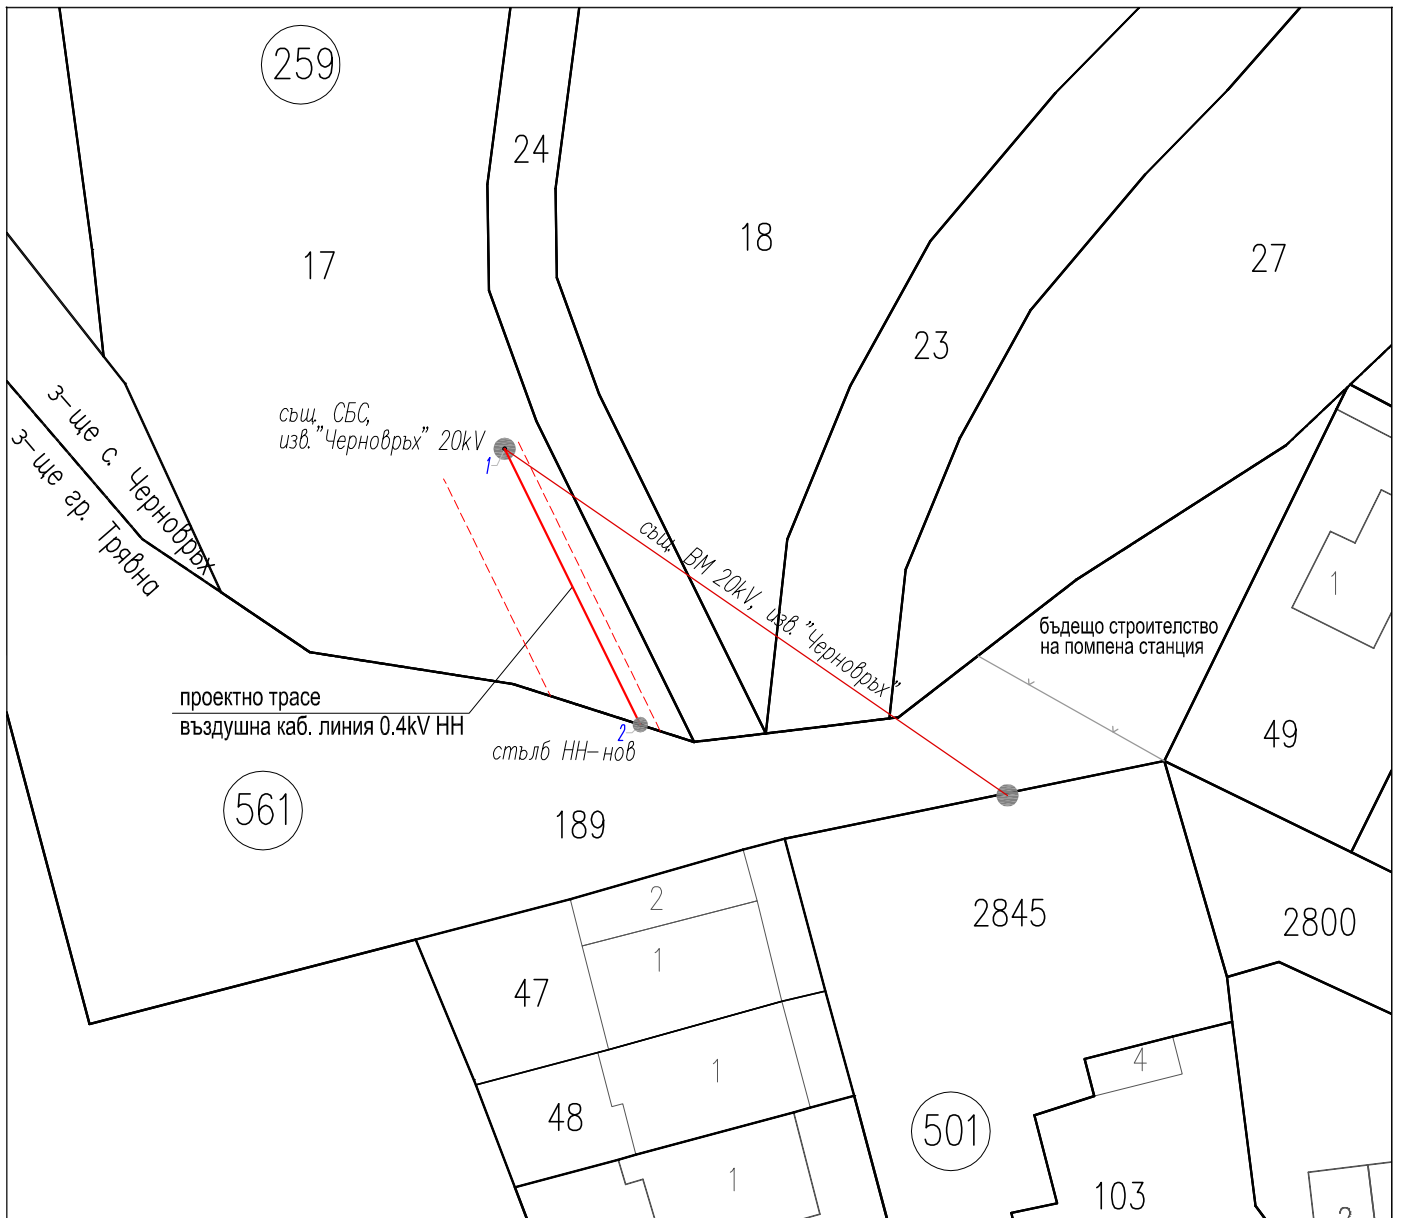 259
24
18
17
27
23
з-ще с. Черновръх
з-ще гр. Трявна
същ. СБС,
изв."Черновръх" 20kV
1
същ. ВМ 20kV, изв. "Черновръх"
1
бъдещо строителство
на помпена станция
проектно трасе
въздушна каб. линия 0.4kV НН
2
стълб НН-нов
49
561
189
2
2845
2800
47
1
1
4
48
501
1
103
2